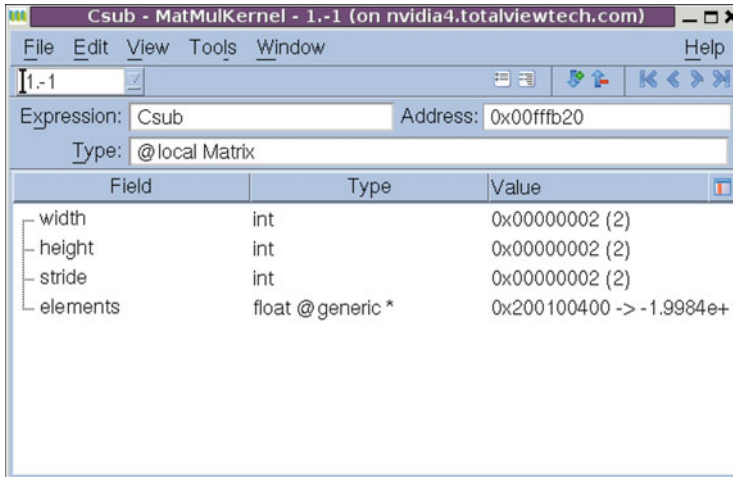 Csub - MatMulKernel - 1.-1 (on nvidia4.totalviewtech.com)
File Edit View Tools Window Help
1.-1
Expression: Csub Address: 0x00fffb20
Type: @local Matrix
Field Type Value
width int 0x00000002 (2)
height int 0x00000002 (2)
stride int 0x00000002 (2)
elements float @generic * 0x200100400 -> -1.9984e+